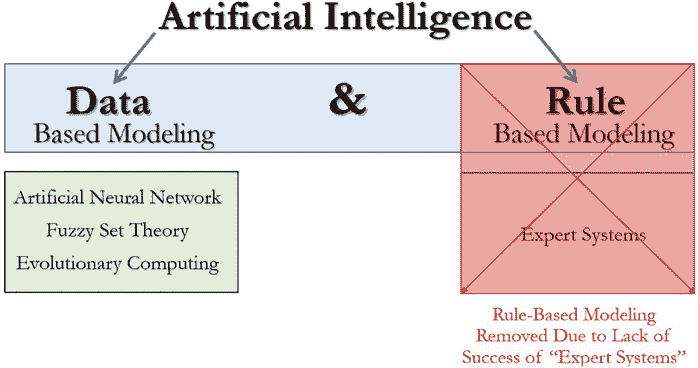 Artificial Intelligence
Data & Rule
Based Modeling Based Modeling
Artificial Neural Network
Fuzzy Set Theory
Evolutionary Computing
Expert Systems
Rule-Based Modeling
Removed Due to Lack of
Success of “Expert Systems”